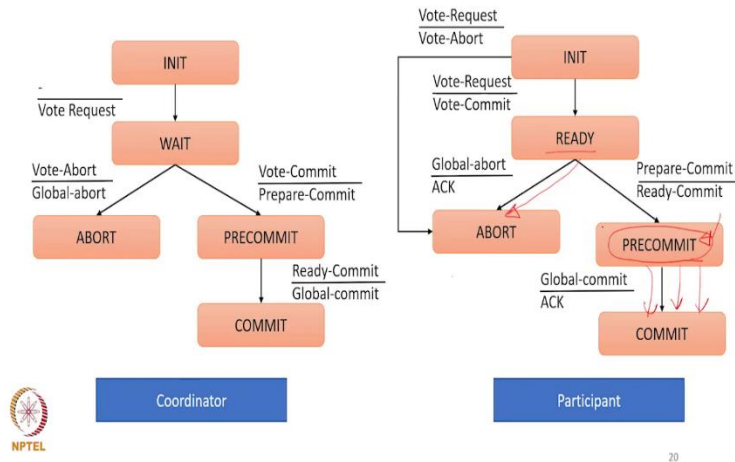 INIT
-
Vote Request
WAIT
Vote-Abort
Global-abort
Vote-Commit
Prepare-Commit
ABORT
PRECOMMIT
Ready-Commit
Global-commit
COMMIT
Coordinator
Vote-Request
Vote-Abort
INIT
Vote-Request
Vote-Commit
READY
Global-abort
ACK
Prepare-Commit
Ready-Commit
ABORT
PRECOMMIT
Global-commit
ACK
COMMIT
Participant
NPTEL
20